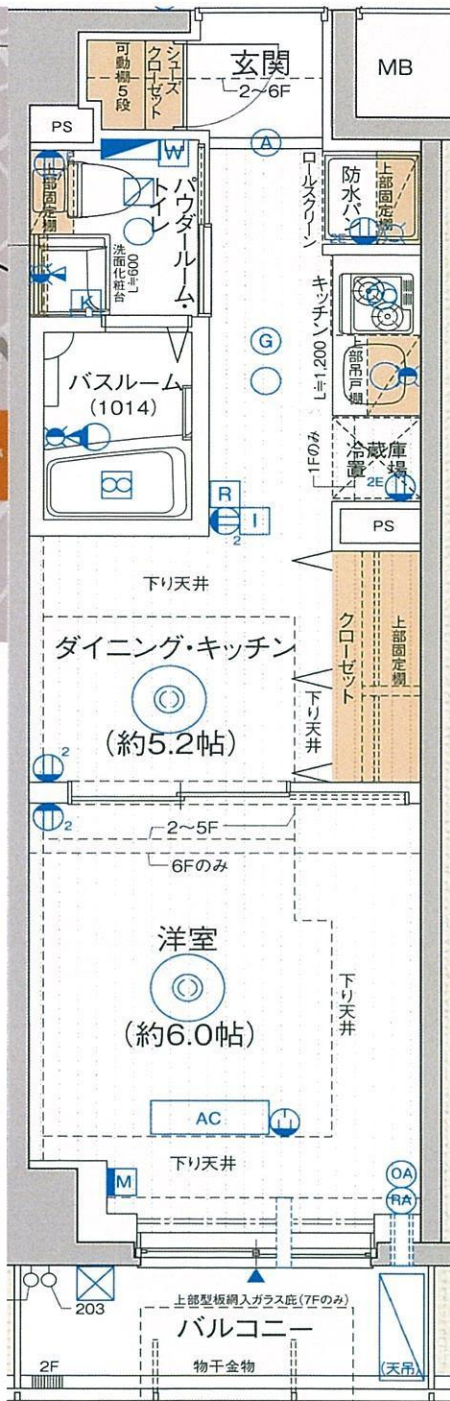 玄関
2~6F
MB
シューズ
クローゼット
可動棚5段
PS
W
A
パウダールーム・
トイレ
上部固定棚
洗面化粧台
L=600
K
ロールスクリーン
防水パン
上部固定棚
2E
キッチン L=1,200
上部吊戸棚
G
バスルーム
(1014)
1Fのみ
冷蔵庫
置場
2E
R
I
2
PS
下り天井
ダイニング・キッチン
(約5.2帖)
下り天井
クローゼット
上部固定棚
2
2
2~5F
6Fのみ
洋室
(約6.0帖)
下り天井
AC
下り天井
M
OA
RA
203
上部型板網入ガラス庇(7Fのみ)
バルコニー
物干金物
2F
(天吊)